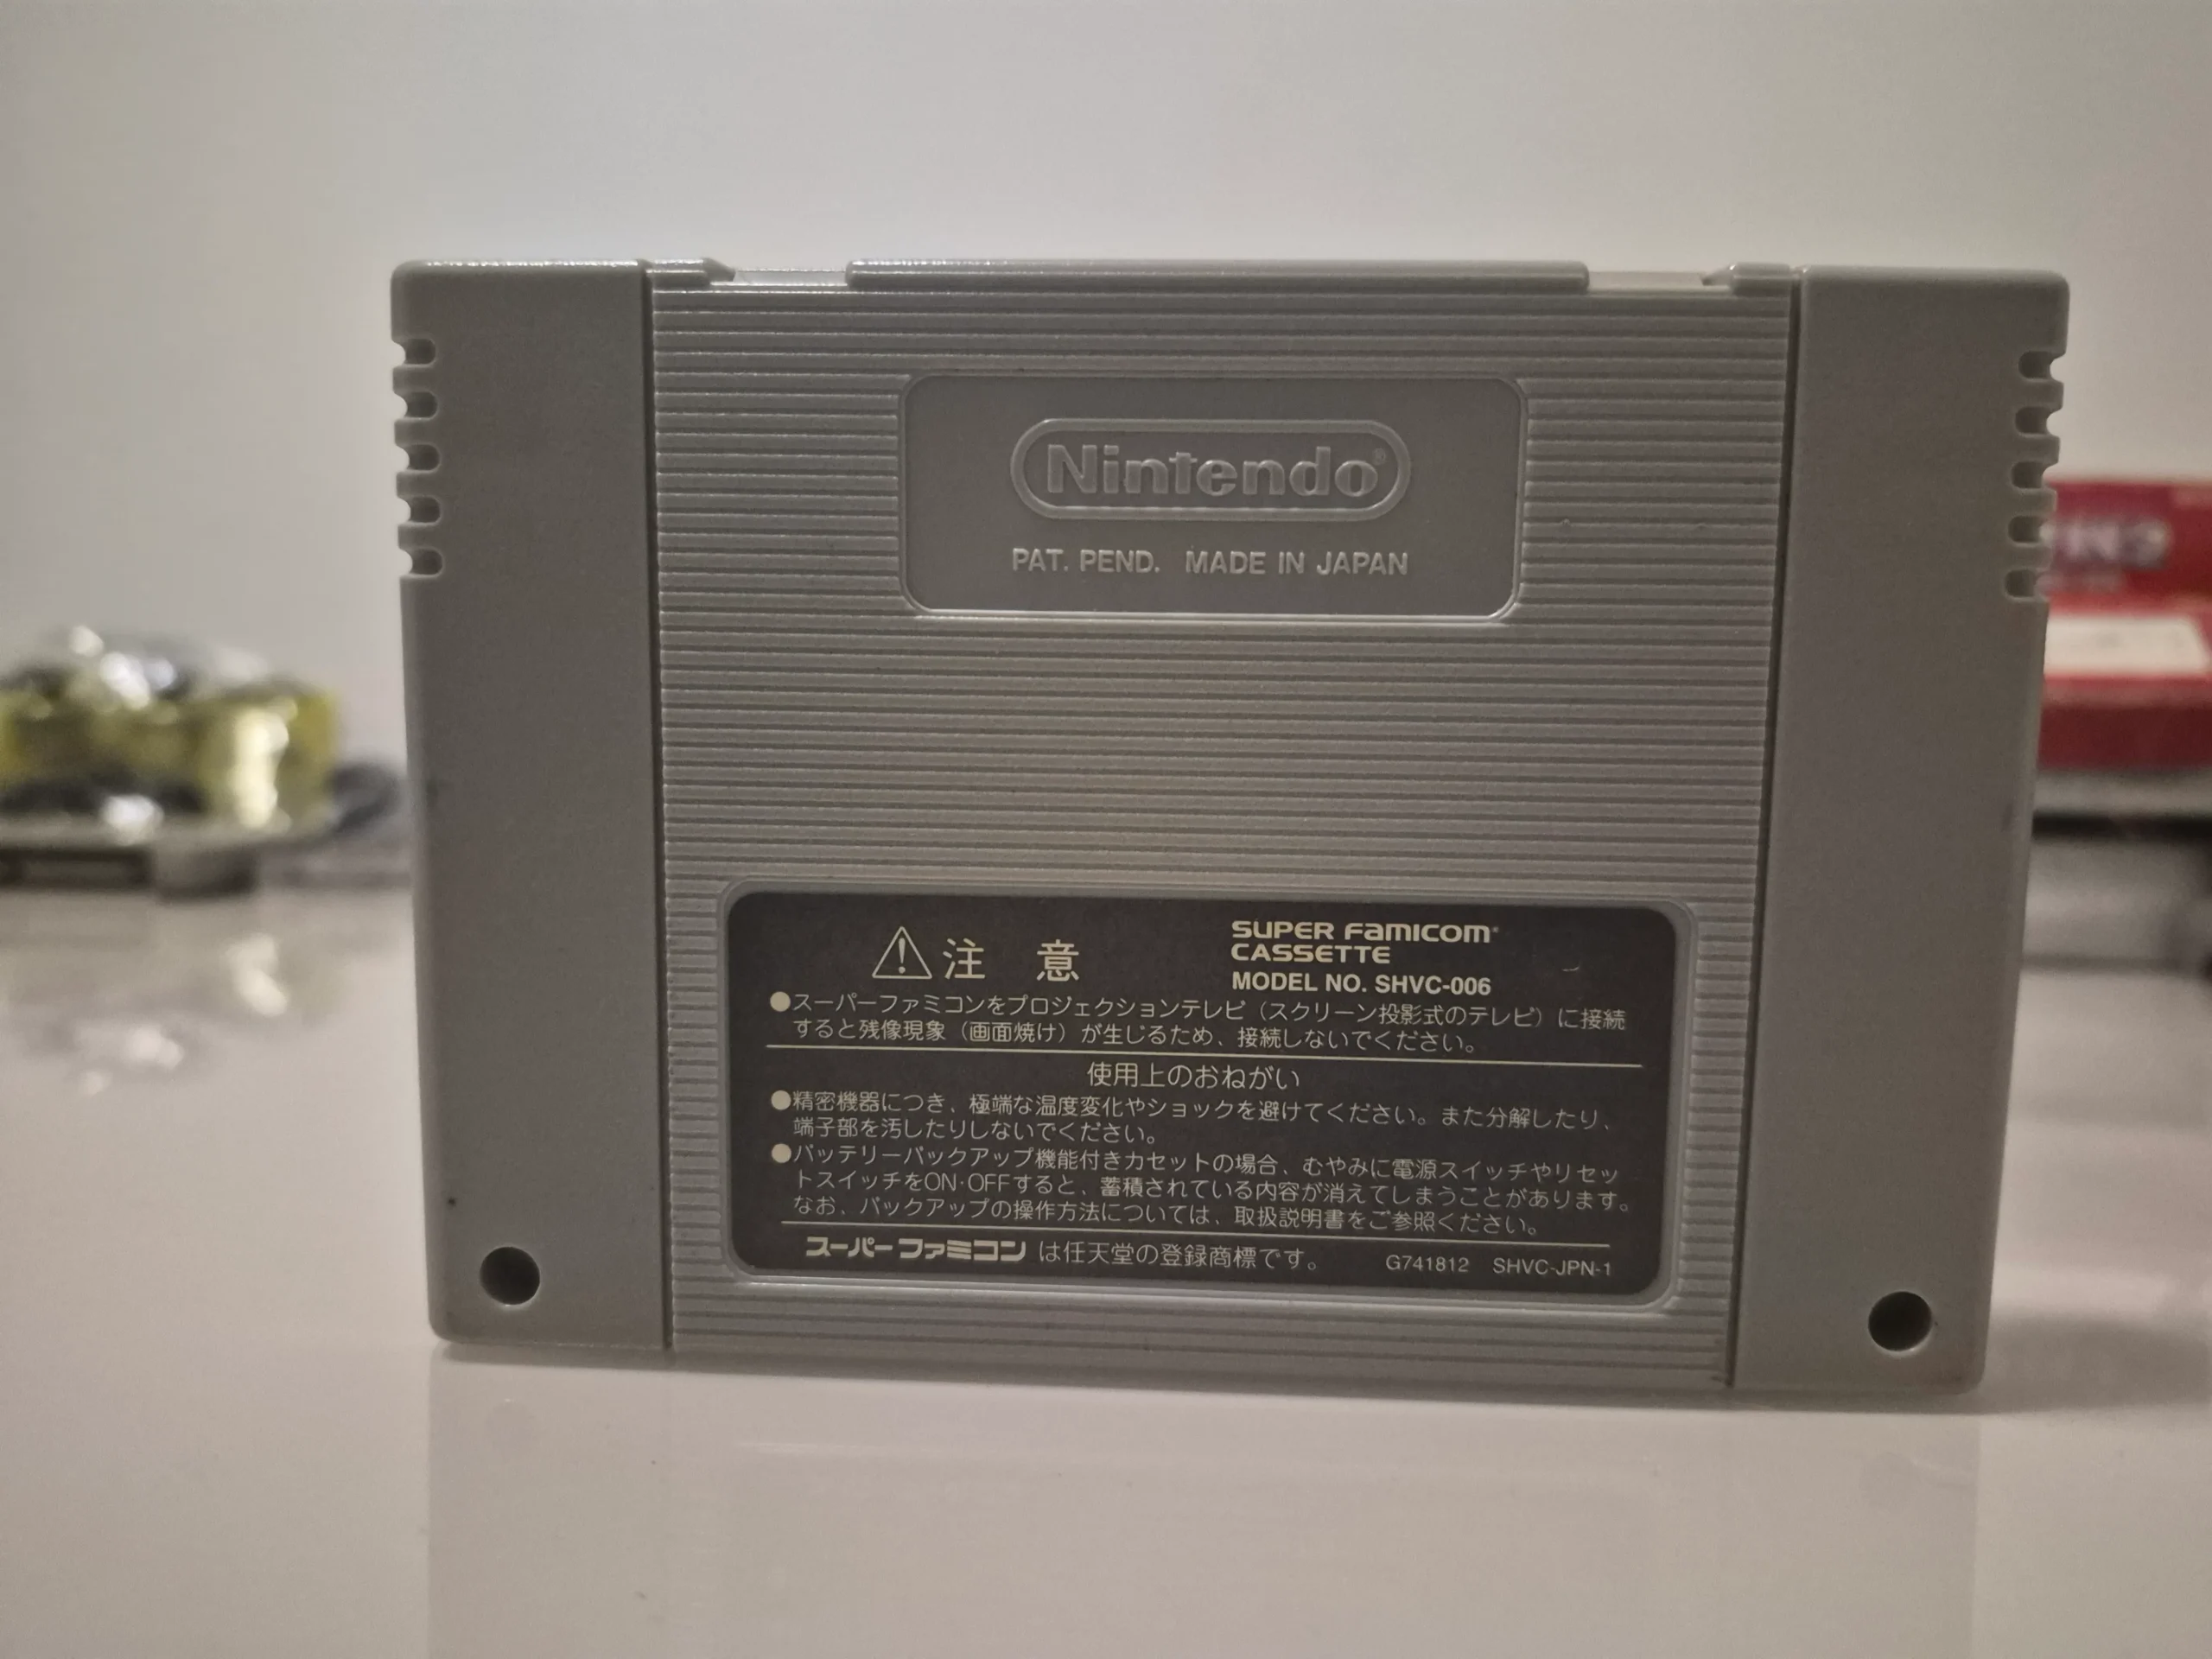 Nintendo®
PAT. PEND. MADE IN JAPAN
注 意
SUPER FAMICOM
CASSETTE
MODEL NO. SHVC-006
●スーパーファミコンをプロジェクションテレビ（スクリーン投影式のテレビ）に接続
すると残像現象（画面焼け）が生じるため、接続しないでください。
使用上のおねがい
●精密機器につき、極端な温度変化やショックを避けてください。また分解したり、
端子部を汚したりしないでください。
●バッテリーバックアップ機能付きカセットの場合、むやみに電源スイッチやリセッ
トスイッチをON·OFFすると、蓄積されている内容が消えてしまうことがあります。
なお、バックアップの操作方法については、取扱説明書をご参照ください。
スーパーファミコン は任天堂の登録商標です。 G741812 SHVC-JPN-1